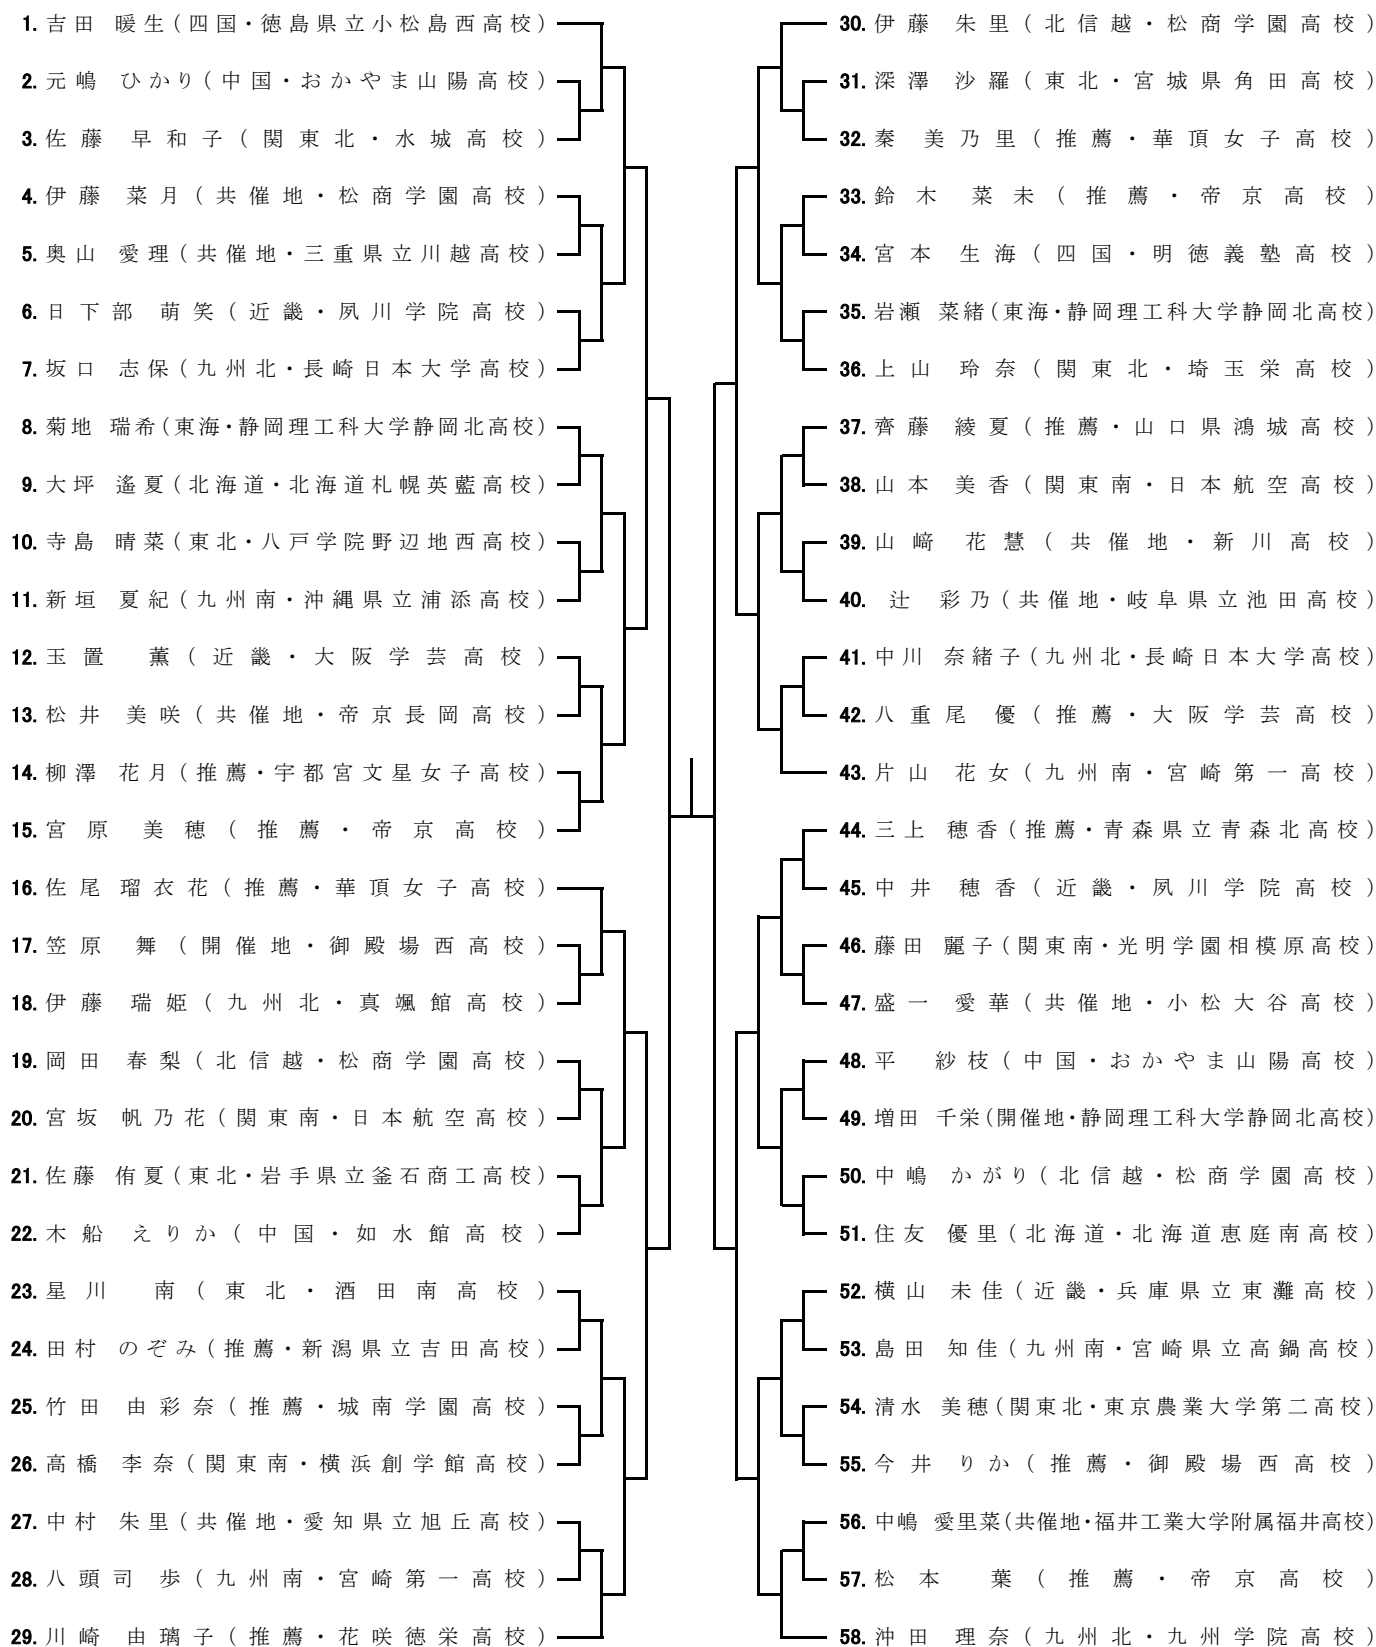 1. 吉田 暖生(四国・徳島県立小松島西高校)
2. 元嶋 ひかり(中国・おかやま山陽高校)
3. 佐藤 早和子(関東北・水城高校)
4. 伊藤 菜月(共催地・松商学園高校)
5. 奥山 愛理(共催地・三重県立川越高校)
6. 日下部 萌笑(近畿・夙川学院高校)
7. 坂口 志保(九州北・長崎日本大学高校)
8. 菊地 瑞希(東海・静岡理工科大学静岡北高校)
9. 大坪 遙夏(北海道・北海道札幌英藍高校)
10. 寺島 晴菜(東北・八戸学院野辺地西高校)
11. 新垣 夏紀(九州南・沖縄県立浦添高校)
12. 玉置 薫(近畿・大阪学芸高校)
13. 松井 美咲(共催地・帝京長岡高校)
14. 柳澤 花月(推薦・宇都宮文星女子高校)
15. 宮原 美穂(推薦・帝京高校)
16. 佐尾 瑠衣花(推薦・華頂女子高校)
17. 笠原 舞(開催地・御殿場西高校)
18. 伊藤 瑞姫(九州北・真颯館高校)
19. 岡田 春梨(北信越・松商学園高校)
20. 宮坂 帆乃花(関東南・日本航空高校)
21. 佐藤 侑夏(東北・岩手県立釜石商工高校)
22. 木船 えりか(中国・如水館高校)
23. 星川 南(東北・酒田南高校)
24. 田村 のぞみ(推薦・新潟県立吉田高校)
25. 竹田 由彩奈(推薦・城南学園高校)
26. 高橋 李奈(関東南・横浜創学館高校)
27. 中村 朱里(共催地・愛知県立旭丘高校)
28. 八頭司 歩(九州南・宮崎第一高校)
29. 川崎 由璃子(推薦・花咲徳栄高校)
30. 伊藤 朱里(北信越・松商学園高校)
31. 深澤 沙羅(東北・宮城県角田高校)
32. 秦 美乃里(推薦・華頂女子高校)
33. 鈴木 菜未(推薦・帝京高校)
34. 宮本 生海(四国・明徳義塾高校)
35. 岩瀬 菜緒(東海・静岡理工科大学静岡北高校)
36. 上山 玲奈(関東北・埼玉栄高校)
37. 齊藤 綾夏(推薦・山口県鴻城高校)
38. 山本 美香(関東南・日本航空高校)
39. 山﨑 花慧(共催地・新川高校)
40. 辻 彩乃(共催地・岐阜県立池田高校)
41. 中川 奈緒子(九州北・長崎日本大学高校)
42. 八重尾 優(推薦・大阪学芸高校)
43. 片山 花女(九州南・宮崎第一高校)
44. 三上 穂香(推薦・青森県立青森北高校)
45. 中井 穂香(近畿・夙川学院高校)
46. 藤田 麗子(関東南・光明学園相模原高校)
47. 盛一 愛華(共催地・小松大谷高校)
48. 平 紗枝(中国・おかやま山陽高校)
49. 増田 千栄(開催地・静岡理工科大学静岡北高校)
50. 中嶋 かがり(北信越・松商学園高校)
51. 住友 優里(北海道・北海道恵庭南高校)
52. 横山 未佳(近畿・兵庫県立東灘高校)
53. 島田 知佳(九州南・宮崎県立高鍋高校)
54. 清水 美穂(関東北・東京農業大学第二高校)
55. 今井 りか(推薦・御殿場西高校)
56. 中嶋 愛里菜(共催地・福井工業大学附属福井高校)
57. 松本 葉(推薦・帝京高校)
58. 沖田 理奈(九州北・九州学院高校)